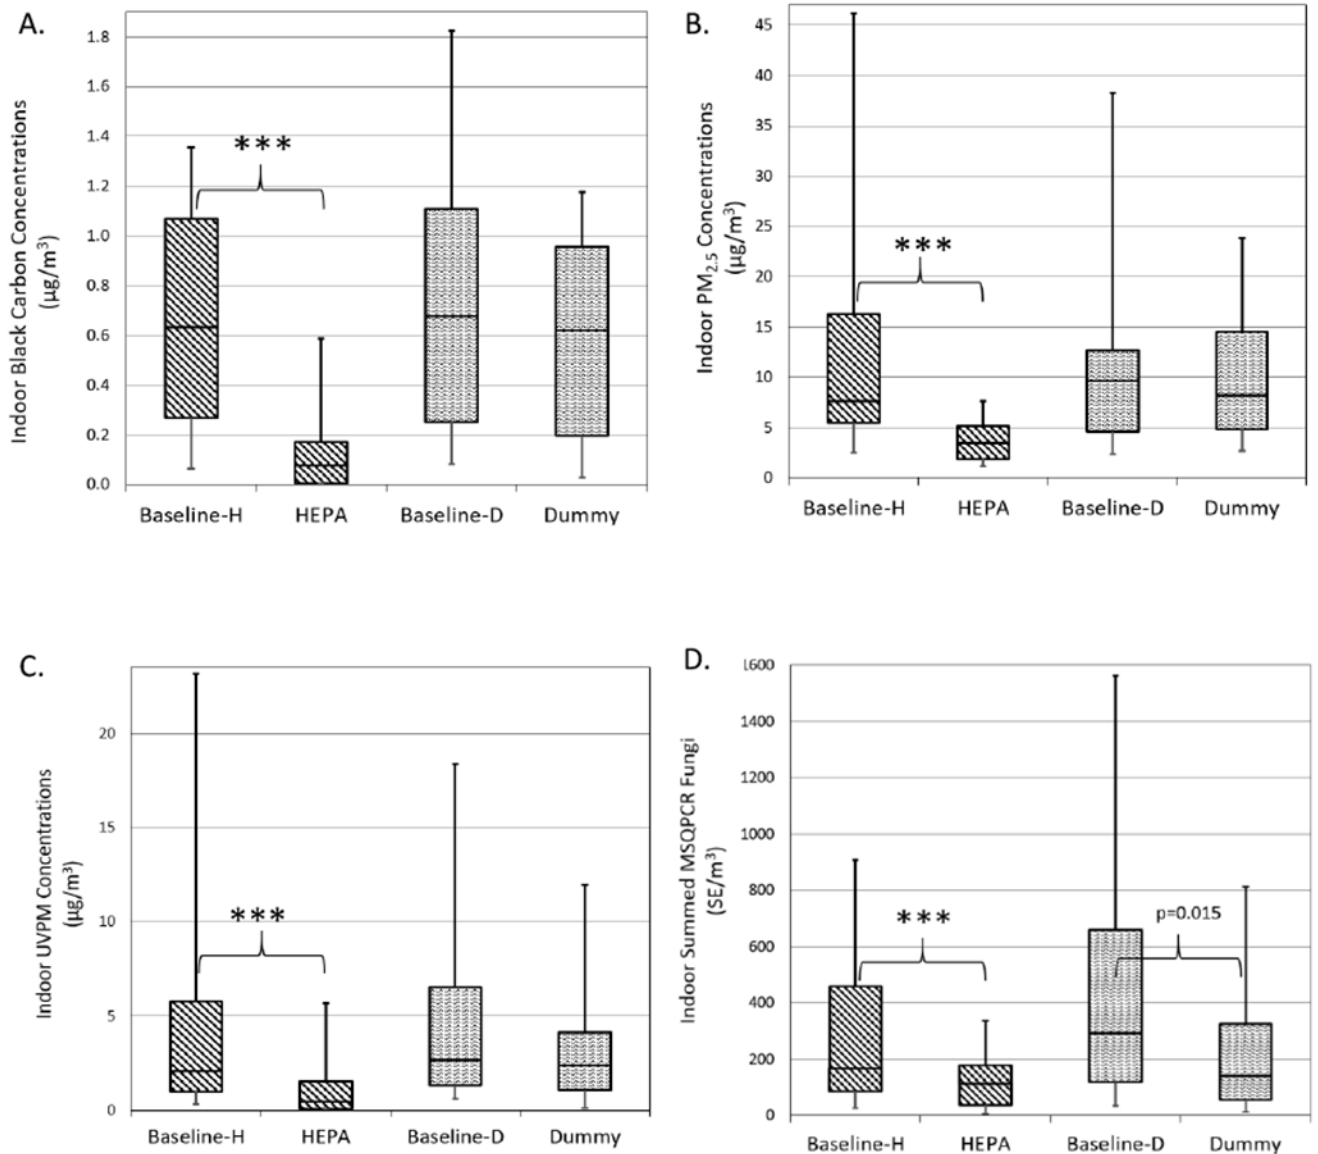 A.
Indoor Black Carbon Concentrations
(µg/m³)
1.8
1.6
1.4
1.2
1.0
0.8
0.6
0.4
0.2
0.0
***
Baseline-H HEPA Baseline-D Dummy
B.
Indoor PM2.5 Concentrations
(µg/m³)
45
40
35
30
25
20
15
10
5
0
***
Baseline-H HEPA Baseline-D Dummy
C.
Indoor UVPM Concentrations
(µg/m³)
20
15
10
5
0
***
Baseline-H HEPA Baseline-D Dummy
D.
Indoor Summed MSQPCR Fungi
(SE/m³)
1600
1400
1200
1000
800
600
400
200
0
***
p=0.015
Baseline-H HEPA Baseline-D Dummy